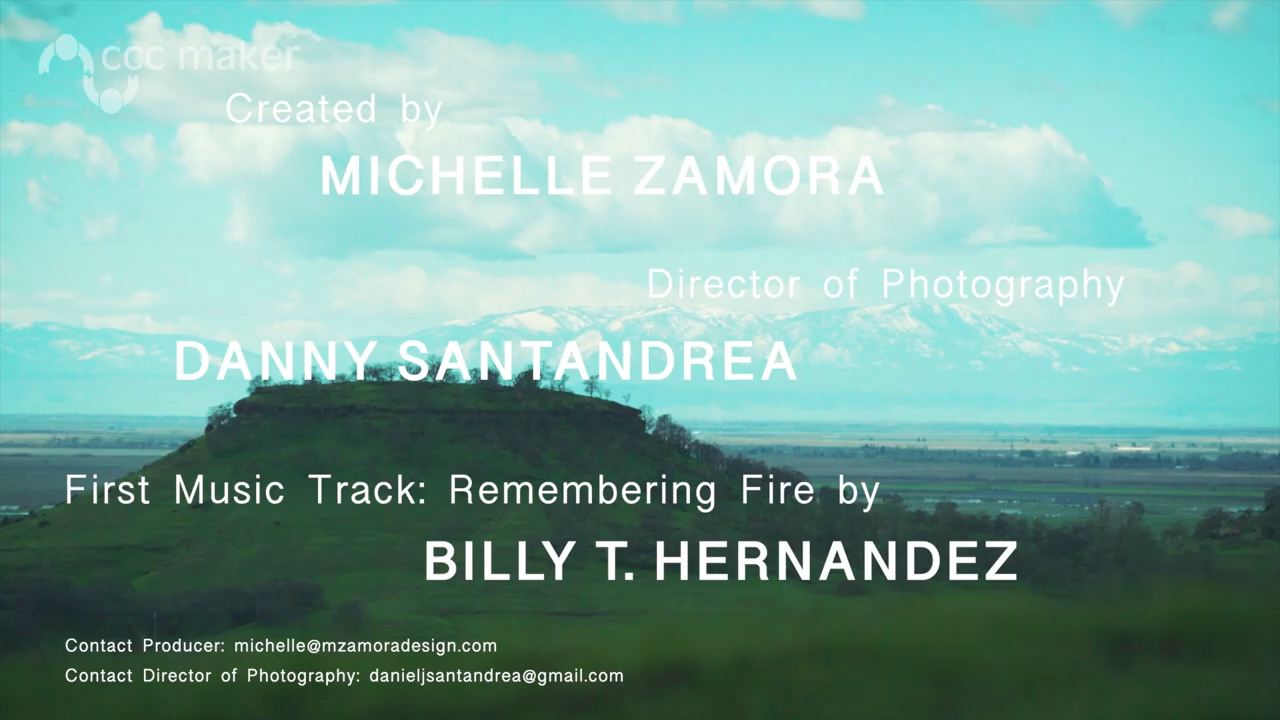 ccc maker
Created by
MICHELLE ZAMORA
Director of Photography
DANNY SANTANDREA
First Music Track: Remembering Fire by
BILLY T. HERNANDEZ
Contact Producer: michelle@mzamoradesign.com
Contact Director of Photography: danieljsantandrea@gmail.com